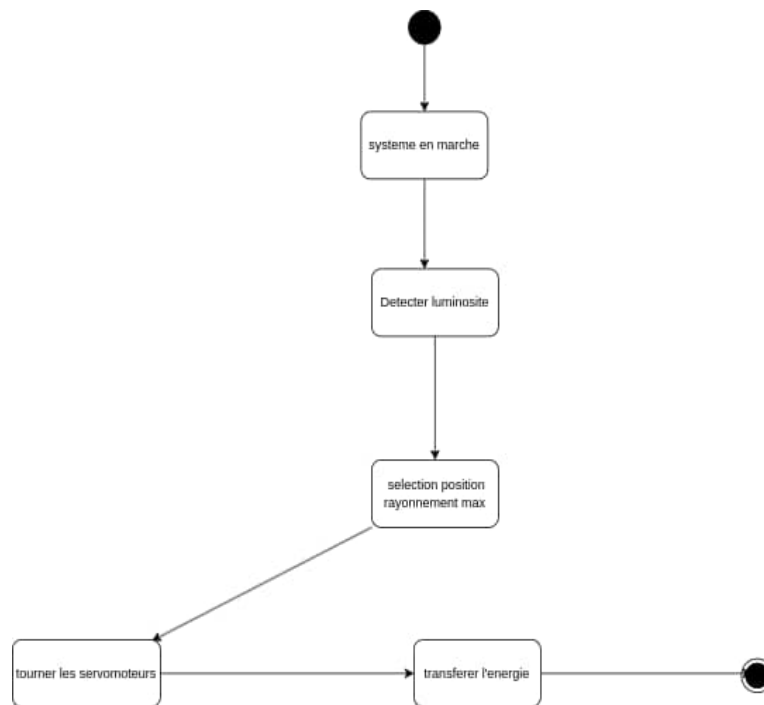 systeme en marche
Detecter luminosite
selection position
rayonnement max
tourner les servomoteurs
transferer l'energie